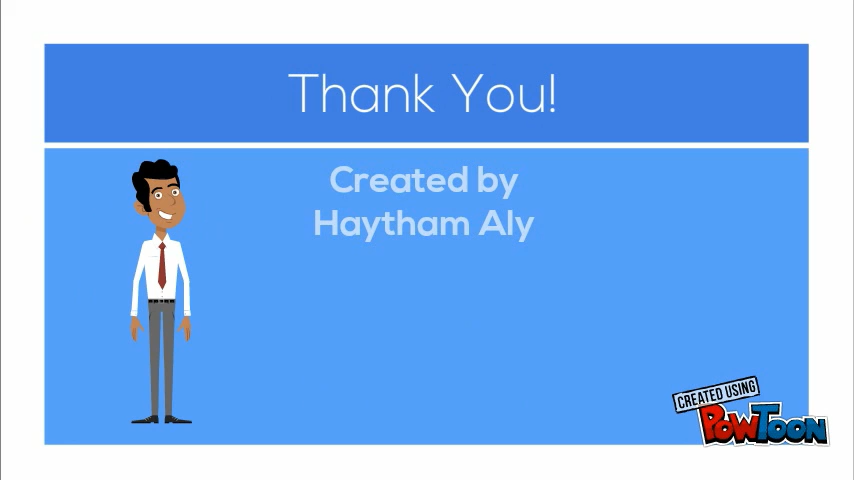 Thank You!
Created by
Haytham Aly
CREATED USING
POWTOON